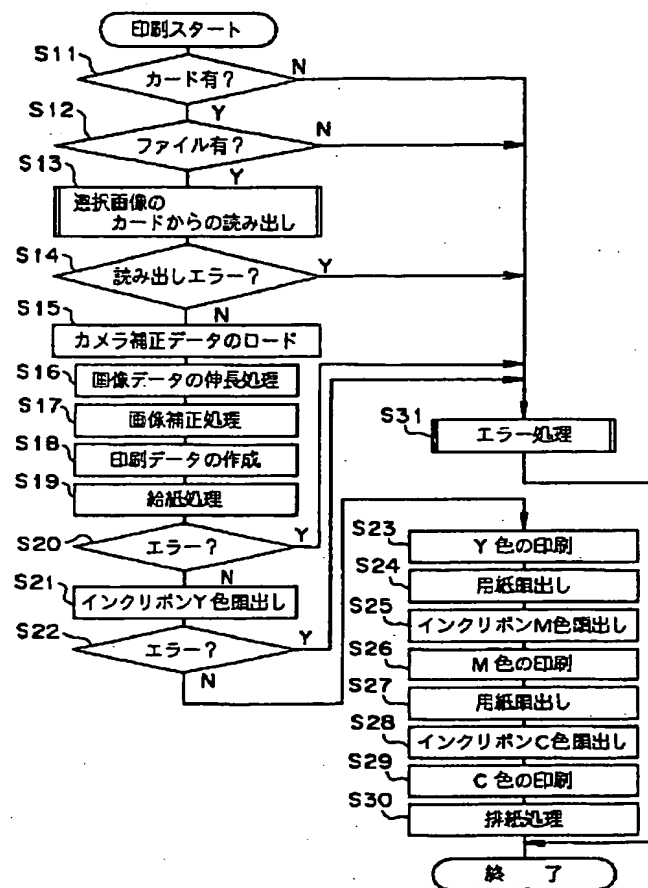 印刷スタート
S11
カード有?
N
Y
S12
ファイル有?
N
Y
S13
選択画像の
カードからの読み出し
S14
読み出しエラー?
Y
N
S15
カメラ補正データのロード
S16
画像データの伸長処理
S17
画像補正処理
S18
印刷データの作成
S19
給紙処理
S20
エラー?
Y
N
S21
インクリボンY色頭出し
S22
エラー?
Y
N
S31
エラー処理
S23
Y色の印刷
S24
用紙頭出し
S25
インクリボンM色頭出し
S26
M色の印刷
S27
用紙頭出し
S28
インクリボンC色頭出し
S29
C色の印刷
S30
排紙処理
終 了